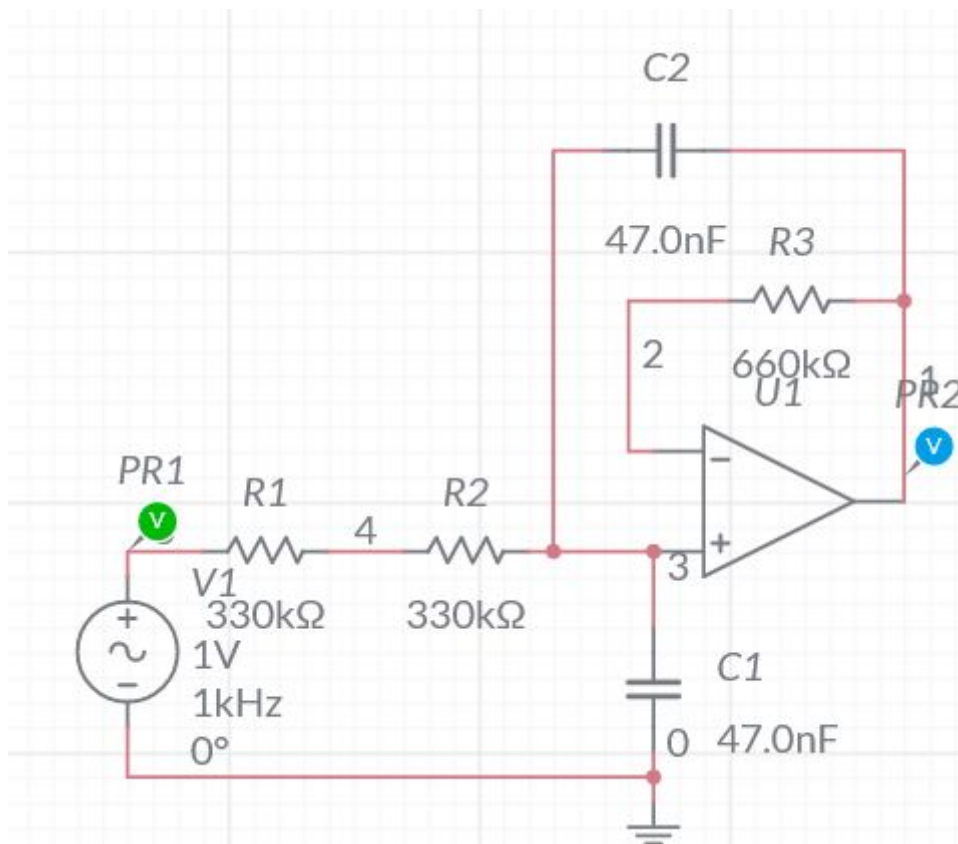 C2
47.0nF
R3
2
660kΩ
U1
1
PR2
V
PR1
V
R1
4
R2
V1
330kΩ
330kΩ
3
1V
1kHz
0°
C1
0
47.0nF